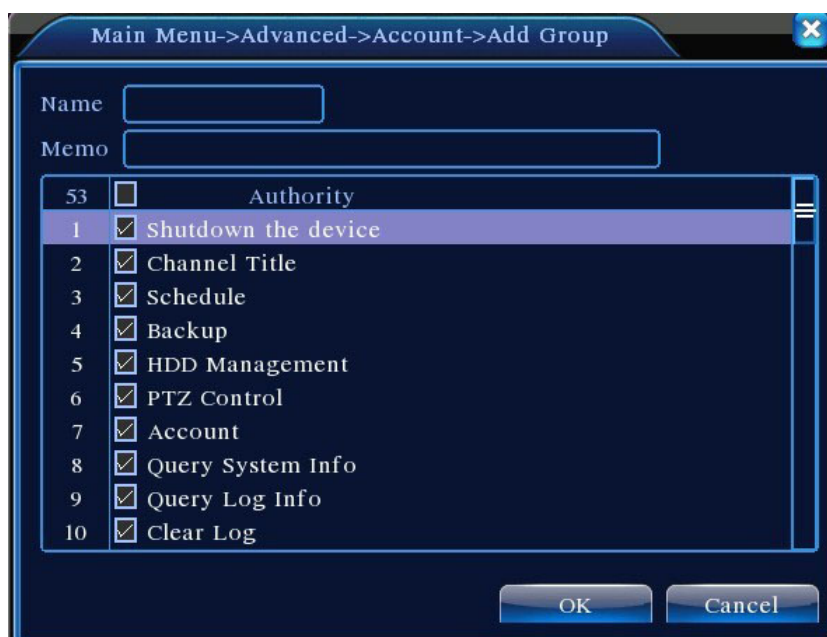 Main Menu->Advanced->Account->Add Group
Name
Memo
53 Authority
1 Shutdown the device
2 Channel Title
3 Schedule
4 Backup
5 HDD Management
6 PTZ Control
7 Account
8 Query System Info
9 Query Log Info
10 Clear Log
OK Cancel